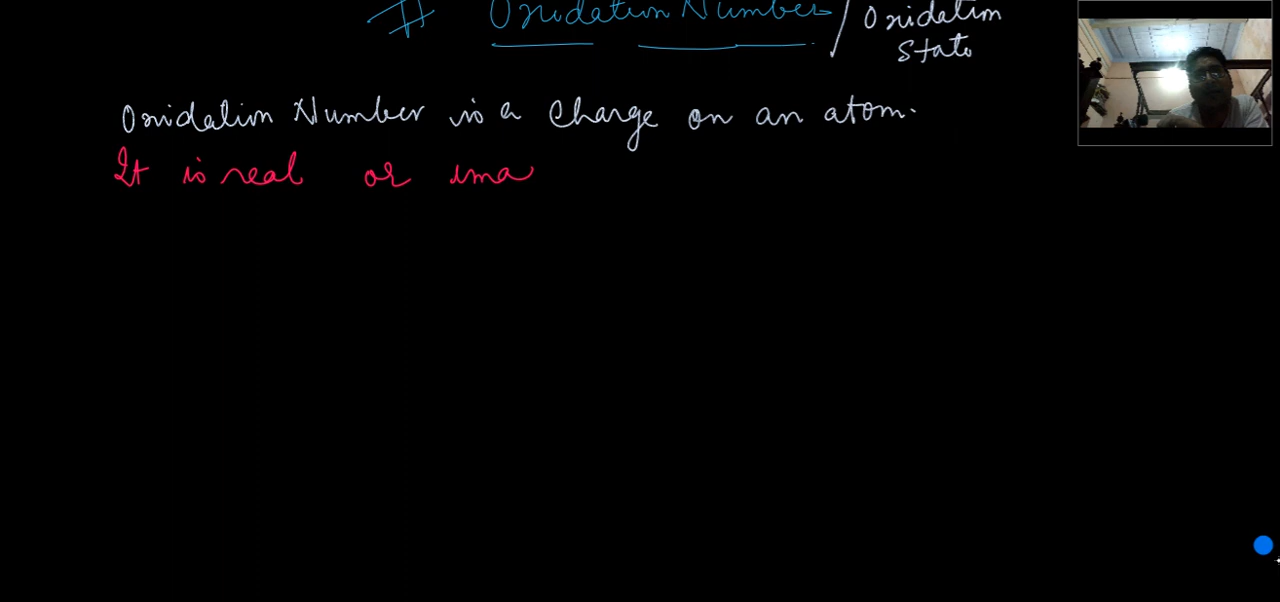 # Oxidation Number / Oxidation
State
Oxidation Number is a charge on an atom.
It is real or ima